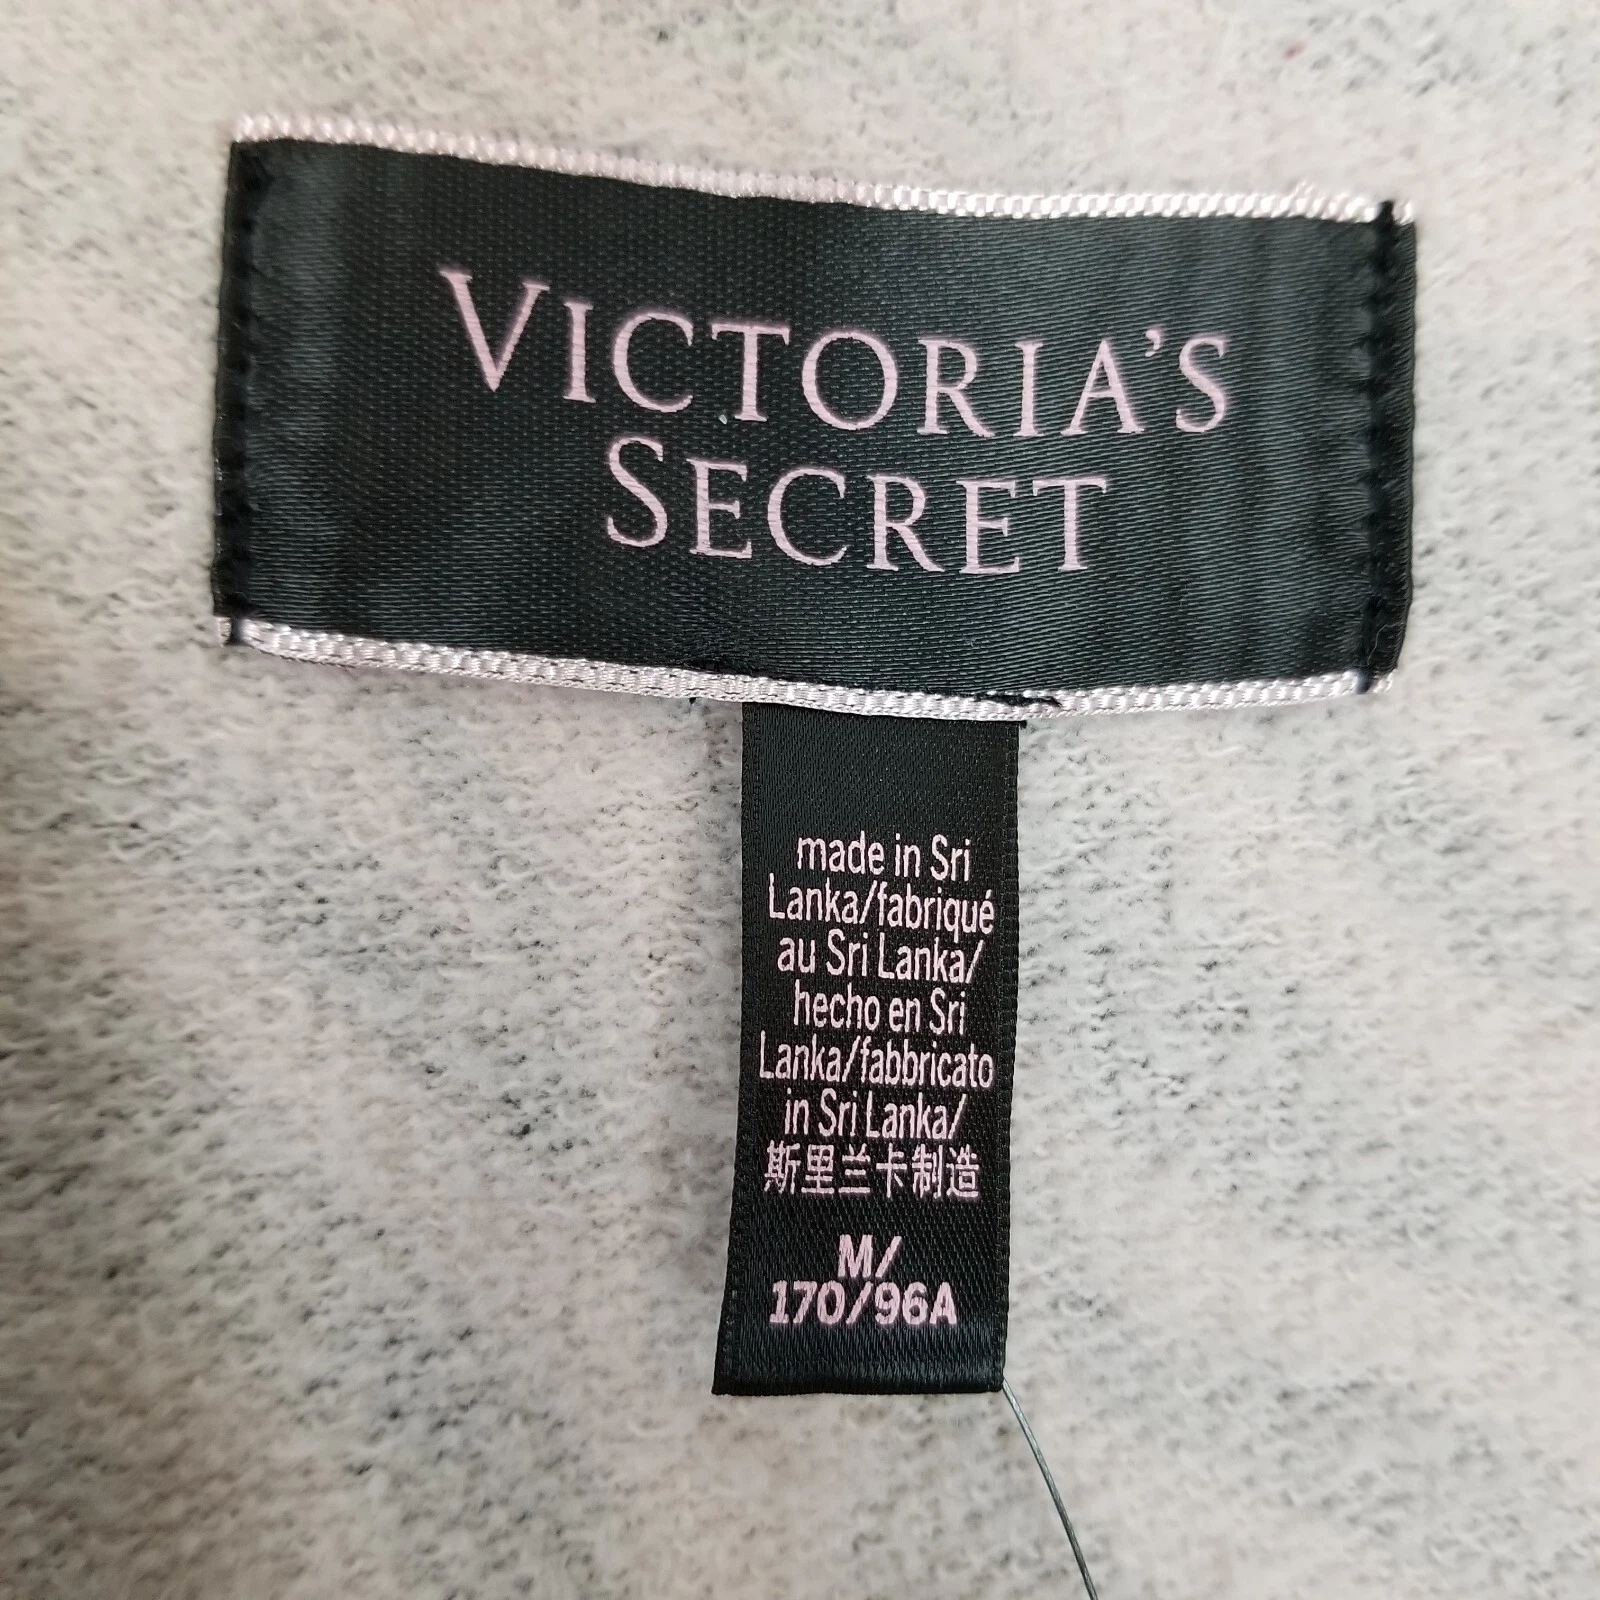 VICTORIA'S
SECRET
made in Sri
Lanka/fabriqué
au Sri Lanka/
hecho en Sri
Lanka/fabbricato
in Sri Lanka/
斯里兰卡制造
M/
170/96A